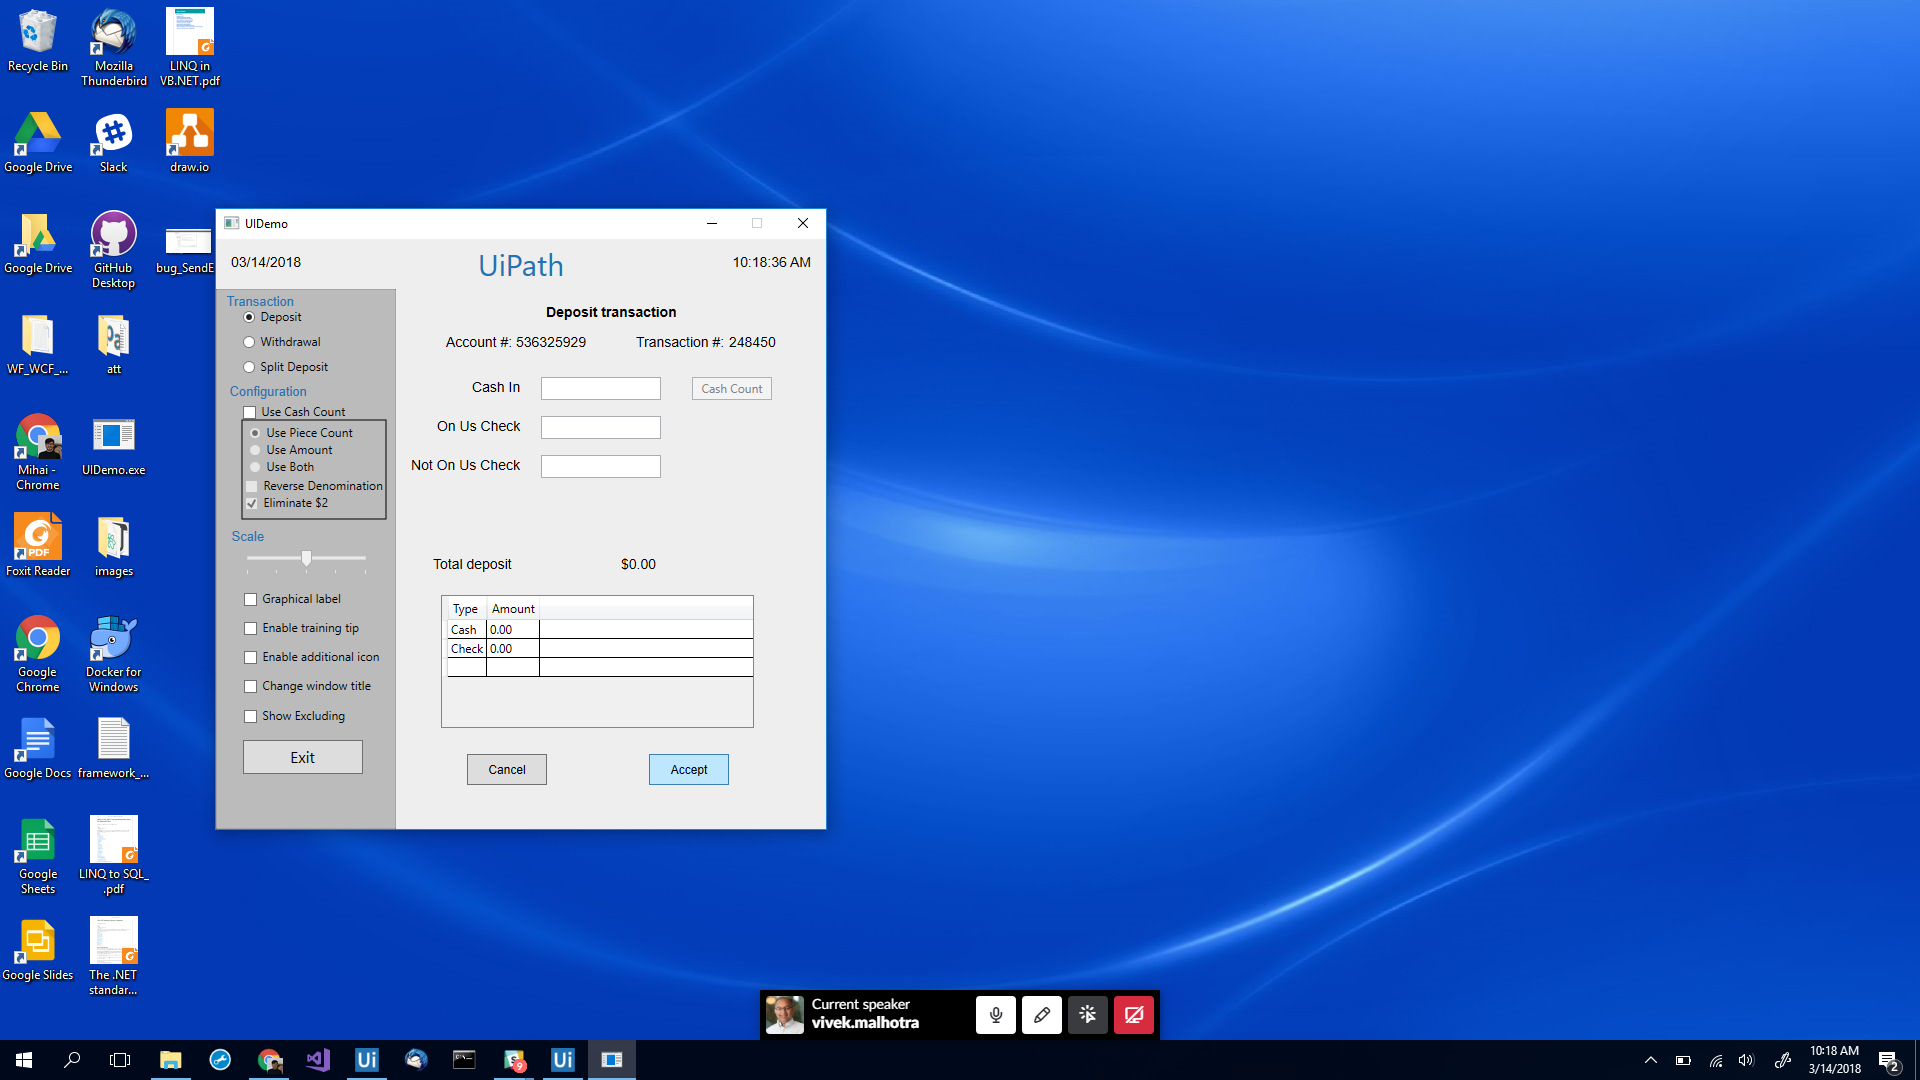 Recycle Bin
Mozilla
Thunderbird
LINQ in
VB.NET.pdf
Google Drive
Slack
draw.io
Google Drive
GitHub
Desktop
bug_SendE
WF_WCF_...
att
Mihai -
Chrome
UIDemo.exe
PDF
Foxit Reader
images
Google
Chrome
Docker for
Windows
Google Docs
framework_...
Google
Sheets
LINQ to SQL_
.pdf
Google Slides
The .NET
standar...
UIDemo
03/14/2018
UiPath
10:18:36 AM
Transaction
Deposit
Withdrawal
Split Deposit
Configuration
Use Cash Count
Use Piece Count
Use Amount
Use Both
Reverse Denomination
Eliminate $2
Scale
Graphical label
Enable training tip
Enable additional icon
Change window title
Show Excluding
Exit
Deposit transaction
Account #: 536325929
Transaction #: 248450
Cash In
Cash Count
On Us Check
Not On Us Check
Total deposit
$0.00
Type Amount
Cash 0.00
Check 0.00
Cancel
Accept
Current speaker
vivek.malhotra
Ui
9
Ui
10:18 AM
3/14/2018
2